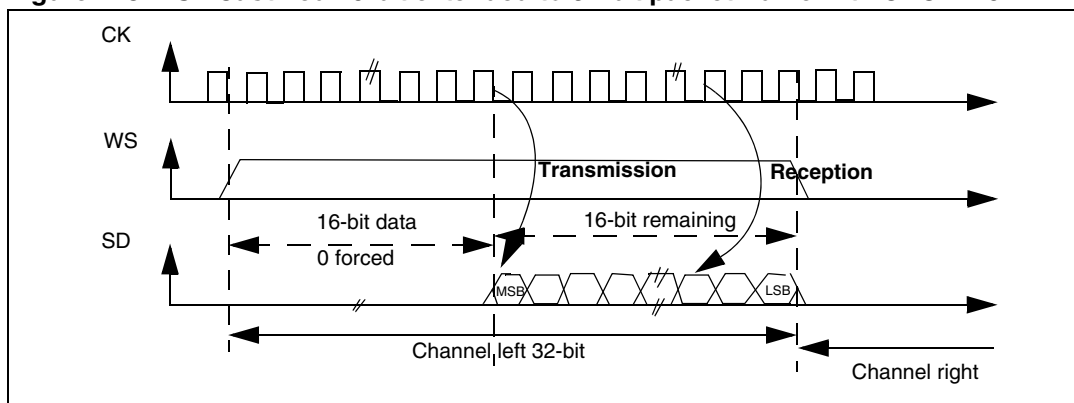 CK
WS
Transmission
Reception
16-bit data
16-bit remaining
SD
0 forced
MSB
LSB
Channel left 32-bit
Channel right